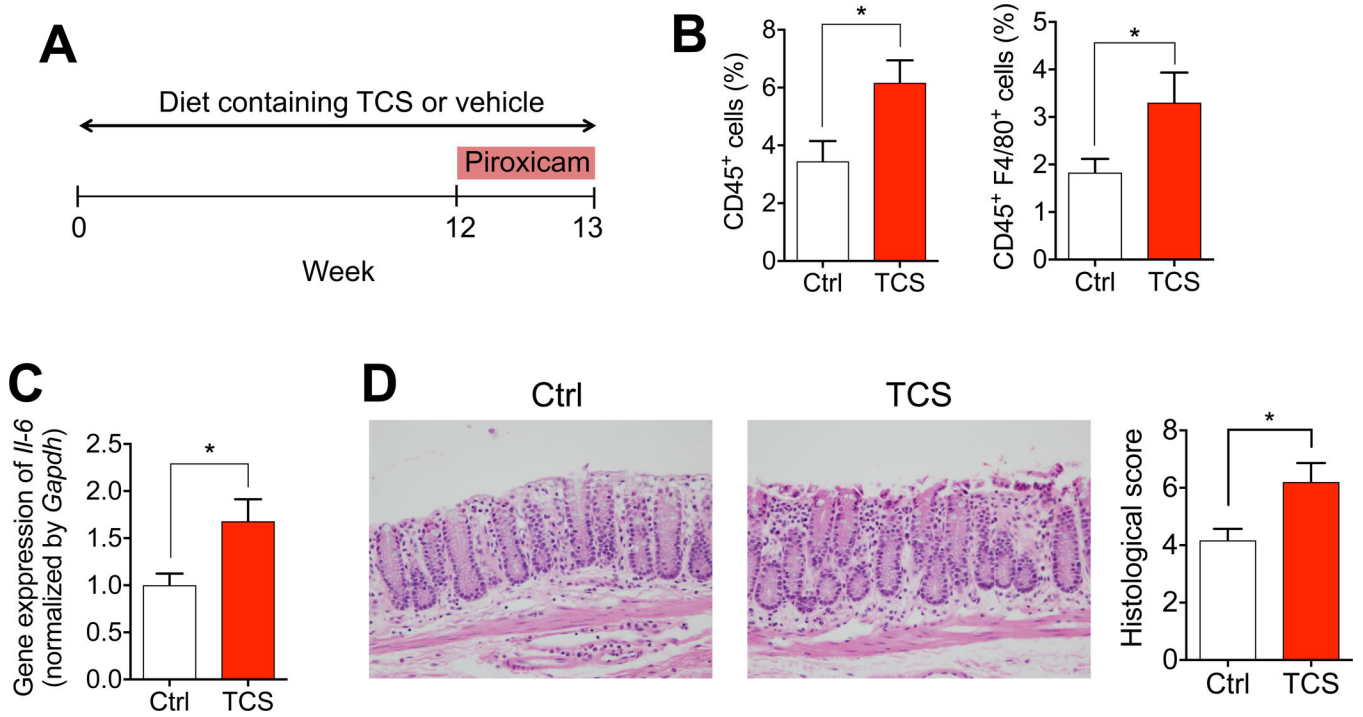 A
Diet containing TCS or vehicle
Piroxicam
0
12
13
Week
B
CD45+ cells (%)
8
6
4
2
0
*
Ctrl
TCS
CD45+ F4/80+ cells (%)
5
4
3
2
1
0
*
Ctrl
TCS
C
Gene expression of Il-6
(normalized by Gapdh)
2.5
2.0
1.5
1.0
0.5
0.0
*
Ctrl
TCS
D
Ctrl
TCS
Histological score
8
6
4
2
0
*
Ctrl
TCS